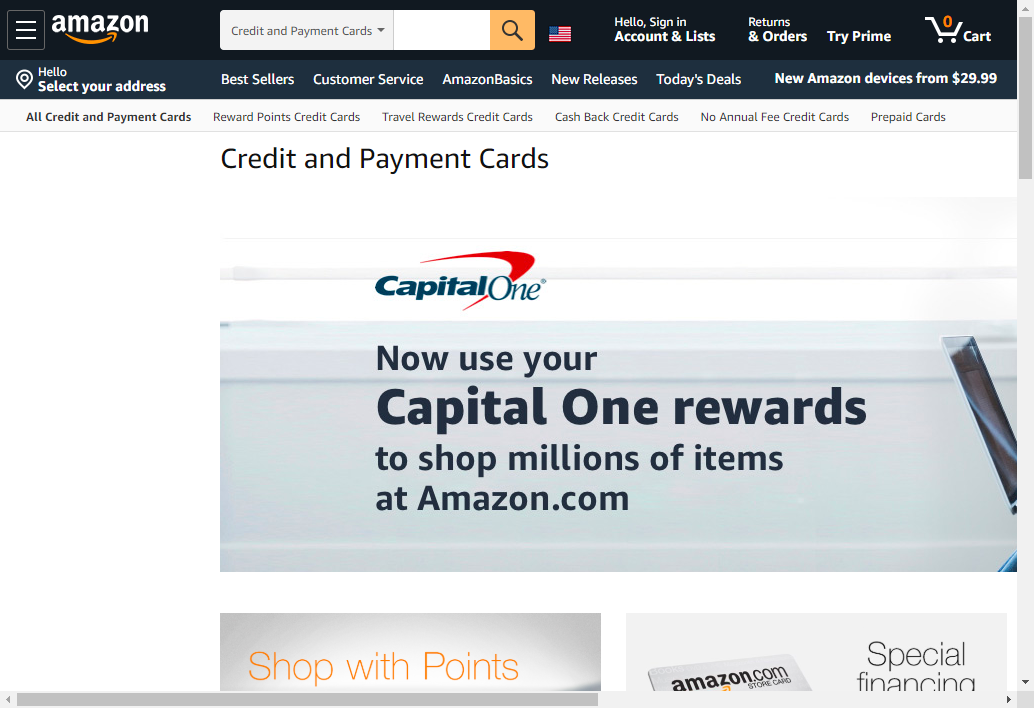 amazon
Credit and Payment Cards
Hello, Sign in
Account & Lists
Returns
& Orders
Try Prime
0
Cart
Hello
Select your address
Best Sellers
Customer Service
AmazonBasics
New Releases
Today's Deals
New Amazon devices from $29.99
All Credit and Payment Cards
Reward Points Credit Cards
Travel Rewards Credit Cards
Cash Back Credit Cards
No Annual Fee Credit Cards
Prepaid Cards
Credit and Payment Cards
CapitalOne®
Now use your
Capital One rewards
to shop millions of items
at Amazon.com
Shop with Points
amazon.com
STORE CARD
Special
financing